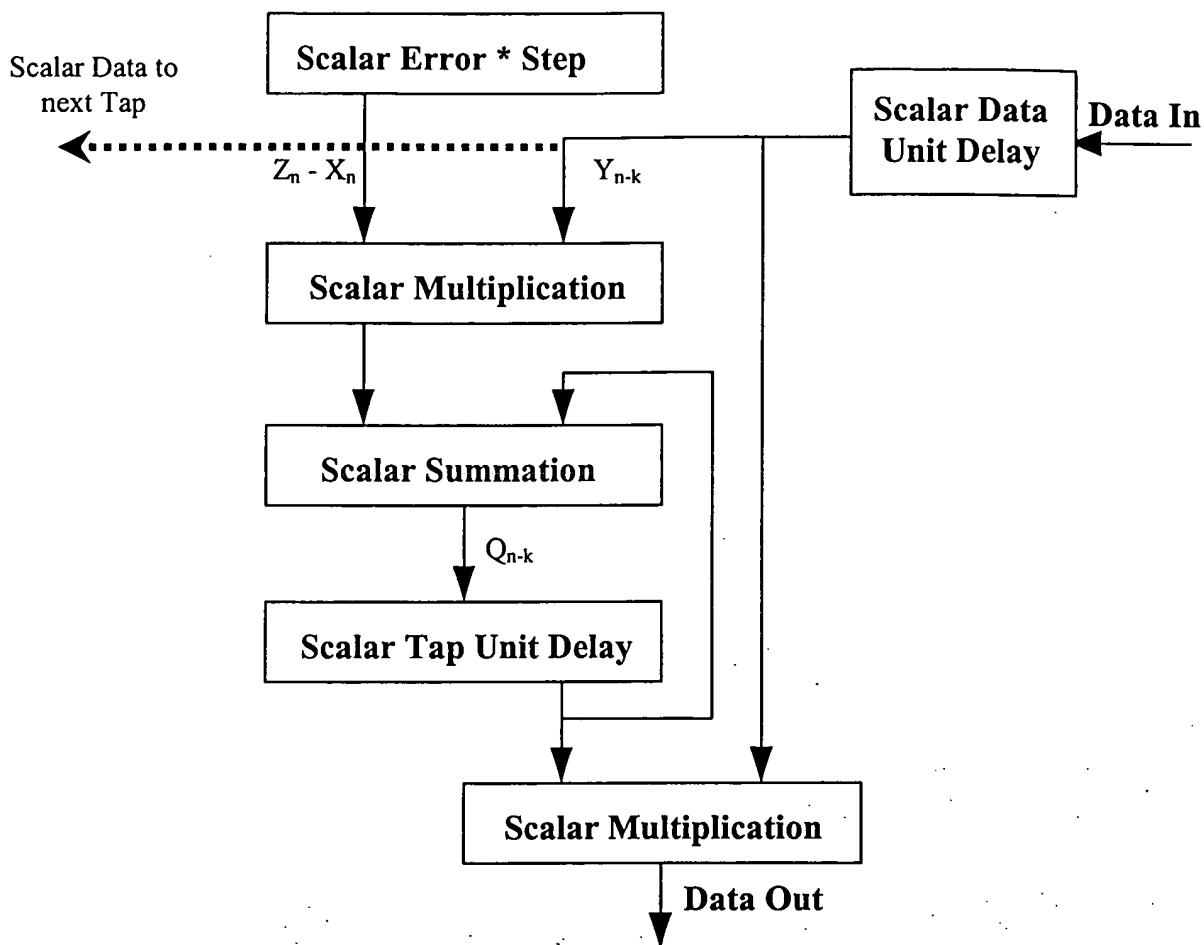 Scalar Error * Step
Scalar Data to
next Tap
Scalar Data
Unit Delay
Data In
Zn - Xn
Yn-k
Scalar Multiplication
Scalar Summation
Qn-k
Scalar Tap Unit Delay
Scalar Multiplication
Data Out